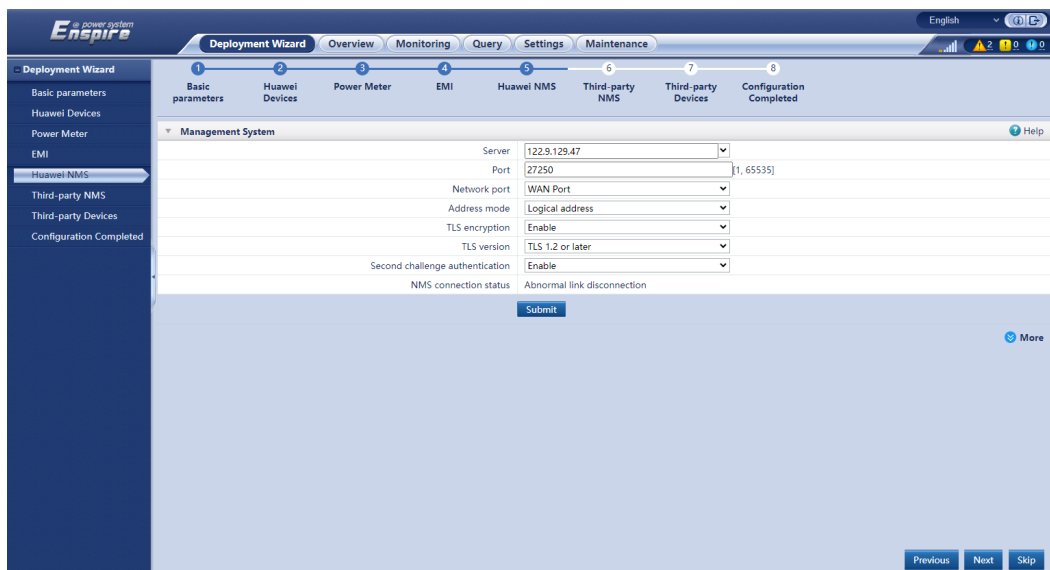 @ power system
Enspire
English
Deployment Wizard Overview Monitoring Query Settings Maintenance
2 0 0
Deployment Wizard
Basic parameters
Huawei Devices
Power Meter
EMI
Huawei NMS
Third-party NMS
Third-party Devices
Configuration Completed
1 2 3 4 5 6 7 8
Basic parameters
Huawei Devices
Power Meter
EMI
Huawei NMS
Third-party NMS
Third-party Devices
Configuration Completed
Management System
Help
Server 122.9.129.47
Port 27250 [1, 65535]
Network port WAN Port
Address mode Logical address
TLS encryption Enable
TLS version TLS 1.2 or later
Second challenge authentication Enable
NMS connection status Abnormal link disconnection
Submit
More
Previous Next Skip